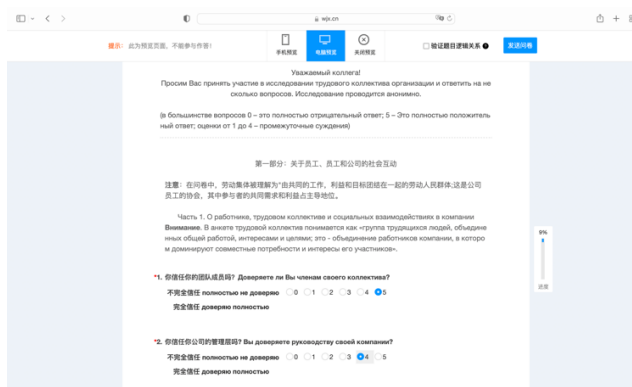 wjx.cn
提示: 此为预览页面，不能参与作答!
手机预览
电脑预览
关闭预览
验证题目逻辑关系
发送问卷
Уважаемый коллега!
Просим Вас принять участие в исследовании трудового коллектива организации и ответить на не
сколько вопросов. Исследование проводится анонимно.
(в большинстве вопросов 0 – это полностью отрицательный ответ; 5 – Это полностью положитель
ный ответ; оценки от 1 до 4 – промежуточные суждения)
第一部分：关于员工、员工和公司的社会互动
注意：在问卷中，劳动集体被理解为"由共同的工作，利益和目标团结在一起的劳动人民群体;这是公司
员工的协会，其中参与者的共同需求和利益占主导地位。
Часть 1. О работнике, трудовом коллективе и социальных взаимодействиях в компании
Внимание. В анкете трудовой коллектив понимается как «группа трудящихся людей, объедине
нных общей работой, интересами и целями; это - объединение работников компании, в которо
м доминируют совместные потребности и интересы его участников».
9%
进度
*1. 你信任你的团队成员吗? Доверяете ли Вы членам своего коллектива?
不完全信任 полностью не доверяю 0 1 2 3 4 5
完全信任 доверяю полностью
*2. 你信任你公司的管理层吗? Вы доверяете руководству своей компании?
不完全信任 полностью не доверяю 0 1 2 3 4 5
完全信任 доверяю полностью